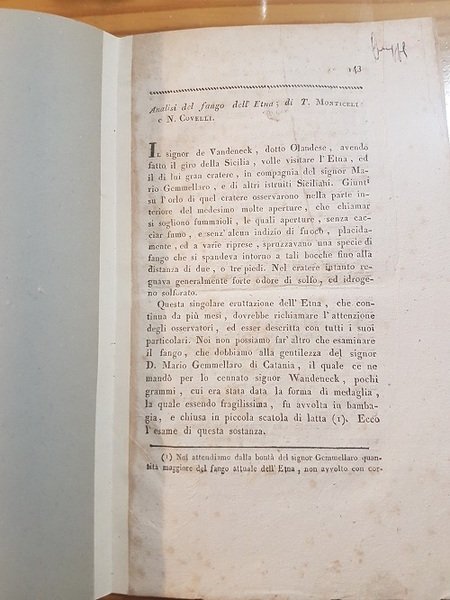 143
Analisi del fango dell' Etna; di T. MONTICELLI
e N. COVELLI.
IL signor de Vandeneck, dotto Olandese, avendo
fatto il giro della Sicilia, volle visitare l'Etna, ed
il di lui gran cratere, in compagnia del signor Ma-
rio Gemmellaro, e di altri istruiti Siciliani. Giunti
su l'orlo di quel cratere osservarono nella parte in-
teriore del medesimo molte aperture, che chiamar
si sogliono fummaioli, le quali aperture, senza cac-
ciar fumo, e senz'alcun indizio di fuoco, placida-
mente, ed a varie riprese, spruzzavano una specie di
fango che si spandeva intorno a tali bocche fino alla
distanza di due, o tre piedi. Nel cratere intanto re-
gnava generalmente forte odore di solfo, ed idroge-
no solforato.
Questa singolare eruttazione dell' Etna, che con-
tinua da più mesi, dovrebbe richiamare l'attenzione
degli osservatori, ed esser descritta con tutti i suoi
particolari. Noi non possiamo far altro che esaminare
il fango, che dobbiamo alla gentilezza del signor
D. Mario Gemmellaro di Catania, il quale ce ne
mandò per lo cennato signor Wandeneck, pochi
grammi, cui era stata data la forma di medaglia,
la quale essendo fragilissima, fu avvolta in bamba-
gia, e chiusa in piccola scatola di latta (1). Ecco
l'esame di questa sostanza.
(1) Noi attendiamo dalla bontà del signor Gemmellaro quan-
tità maggiore del fango attuale dell'Etna, non avvolto con cor-